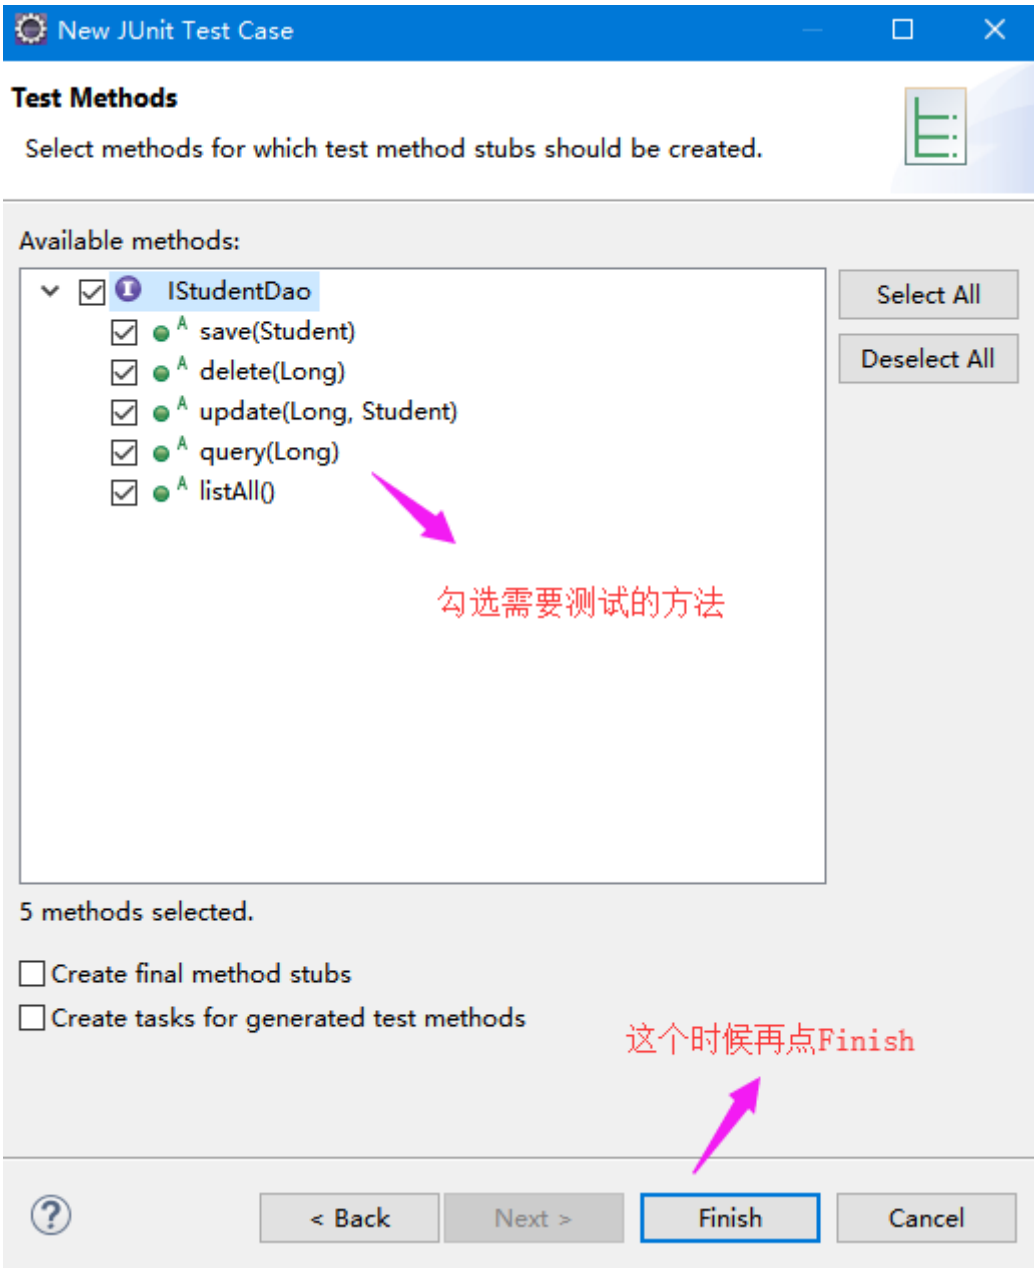 New JUnit Test Case
Test Methods
Select methods for which test method stubs should be created.
Available methods:
IStudentDao
Select All
A save(Student)
Deselect All
A delete(Long)
A update(Long, Student)
A query(Long)
A listAll()
勾选需要测试的方法
5 methods selected.
Create final method stubs
Create tasks for generated test methods
这个时候再点Finish
? < Back Next > Finish Cancel